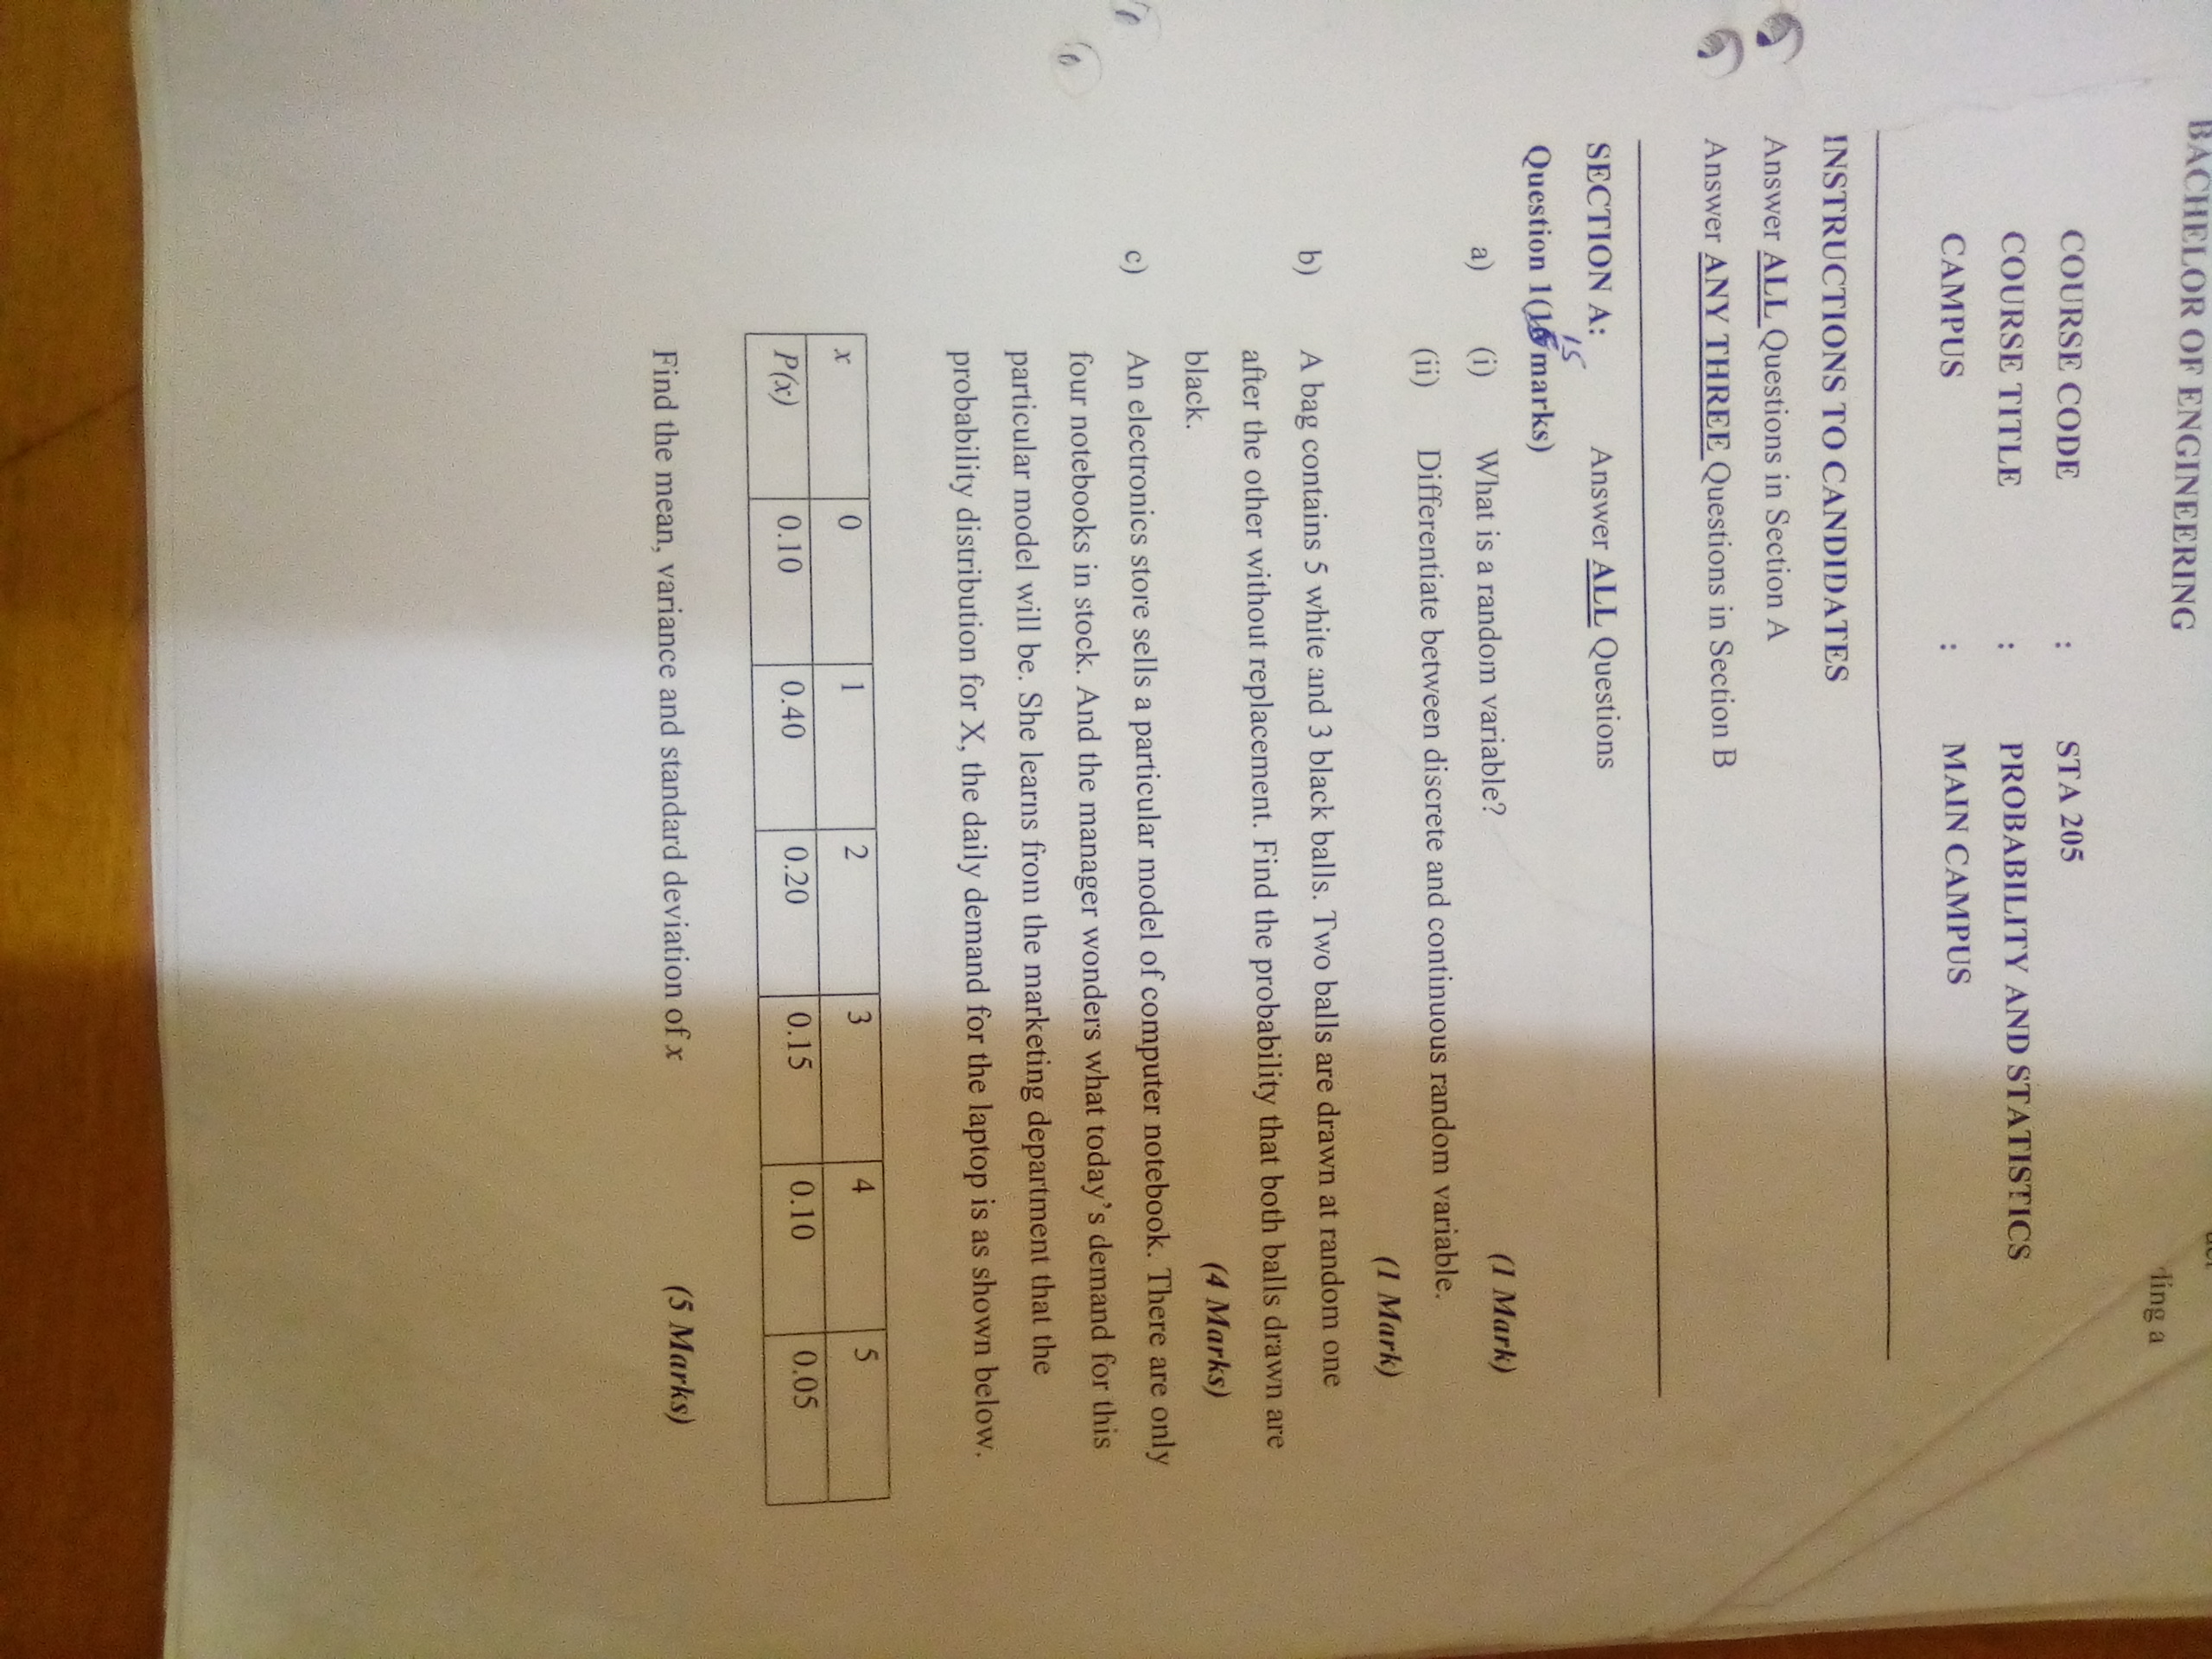 BACHELOR OF ENGINEERING
ding a
COURSE CODE : STA 205
COURSE TITLE : PROBABILITY AND STATISTICS
CAMPUS : MAIN CAMPUS
INSTRUCTIONS TO CANDIDATES
Answer ALL Questions in Section A
Answer ANY THREE Questions in Section B
SECTION A: Answer ALL Questions
15
Question 1(15 marks)
a) (i) What is a random variable? (1 Mark)
(ii) Differentiate between discrete and continuous random variable.
(1 Mark)
b) A bag contains 5 white and 3 black balls. Two balls are drawn at random one
after the other without replacement. Find the probability that both balls drawn are
black. (4 Marks)
c) An electronics store sells a particular model of computer notebook. There are only
four notebooks in stock. And the manager wonders what today's demand for this
particular model will be. She learns from the marketing department that the
probability distribution for X, the daily demand for the laptop is as shown below.
x 0 1 2 3 4 5
P(x) 0.10 0.40 0.20 0.15 0.10 0.05
Find the mean, variance and standard deviation of x (5 Marks)